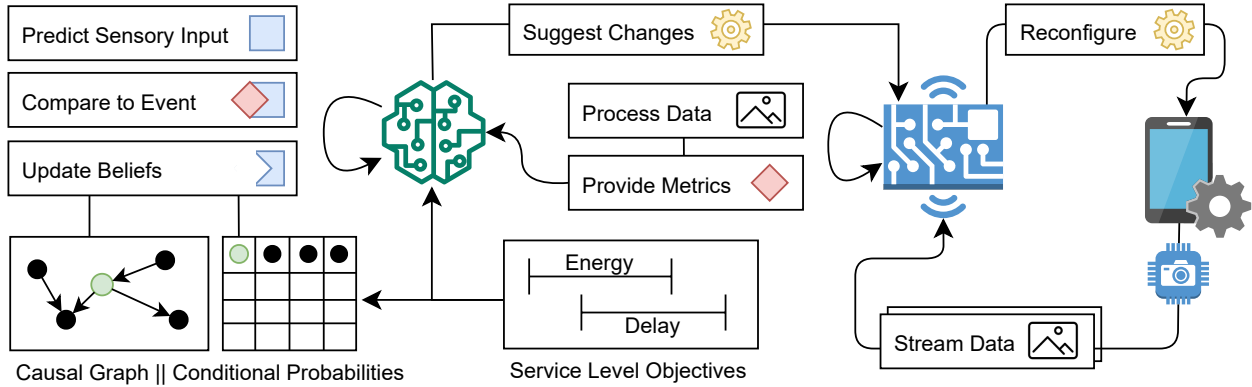 Predict Sensory Input
Compare to Event
Update Beliefs
Causal Graph || Conditional Probabilities
Suggest Changes
Process Data
Provide Metrics
Energy
Delay
Service Level Objectives
Reconfigure
Stream Data